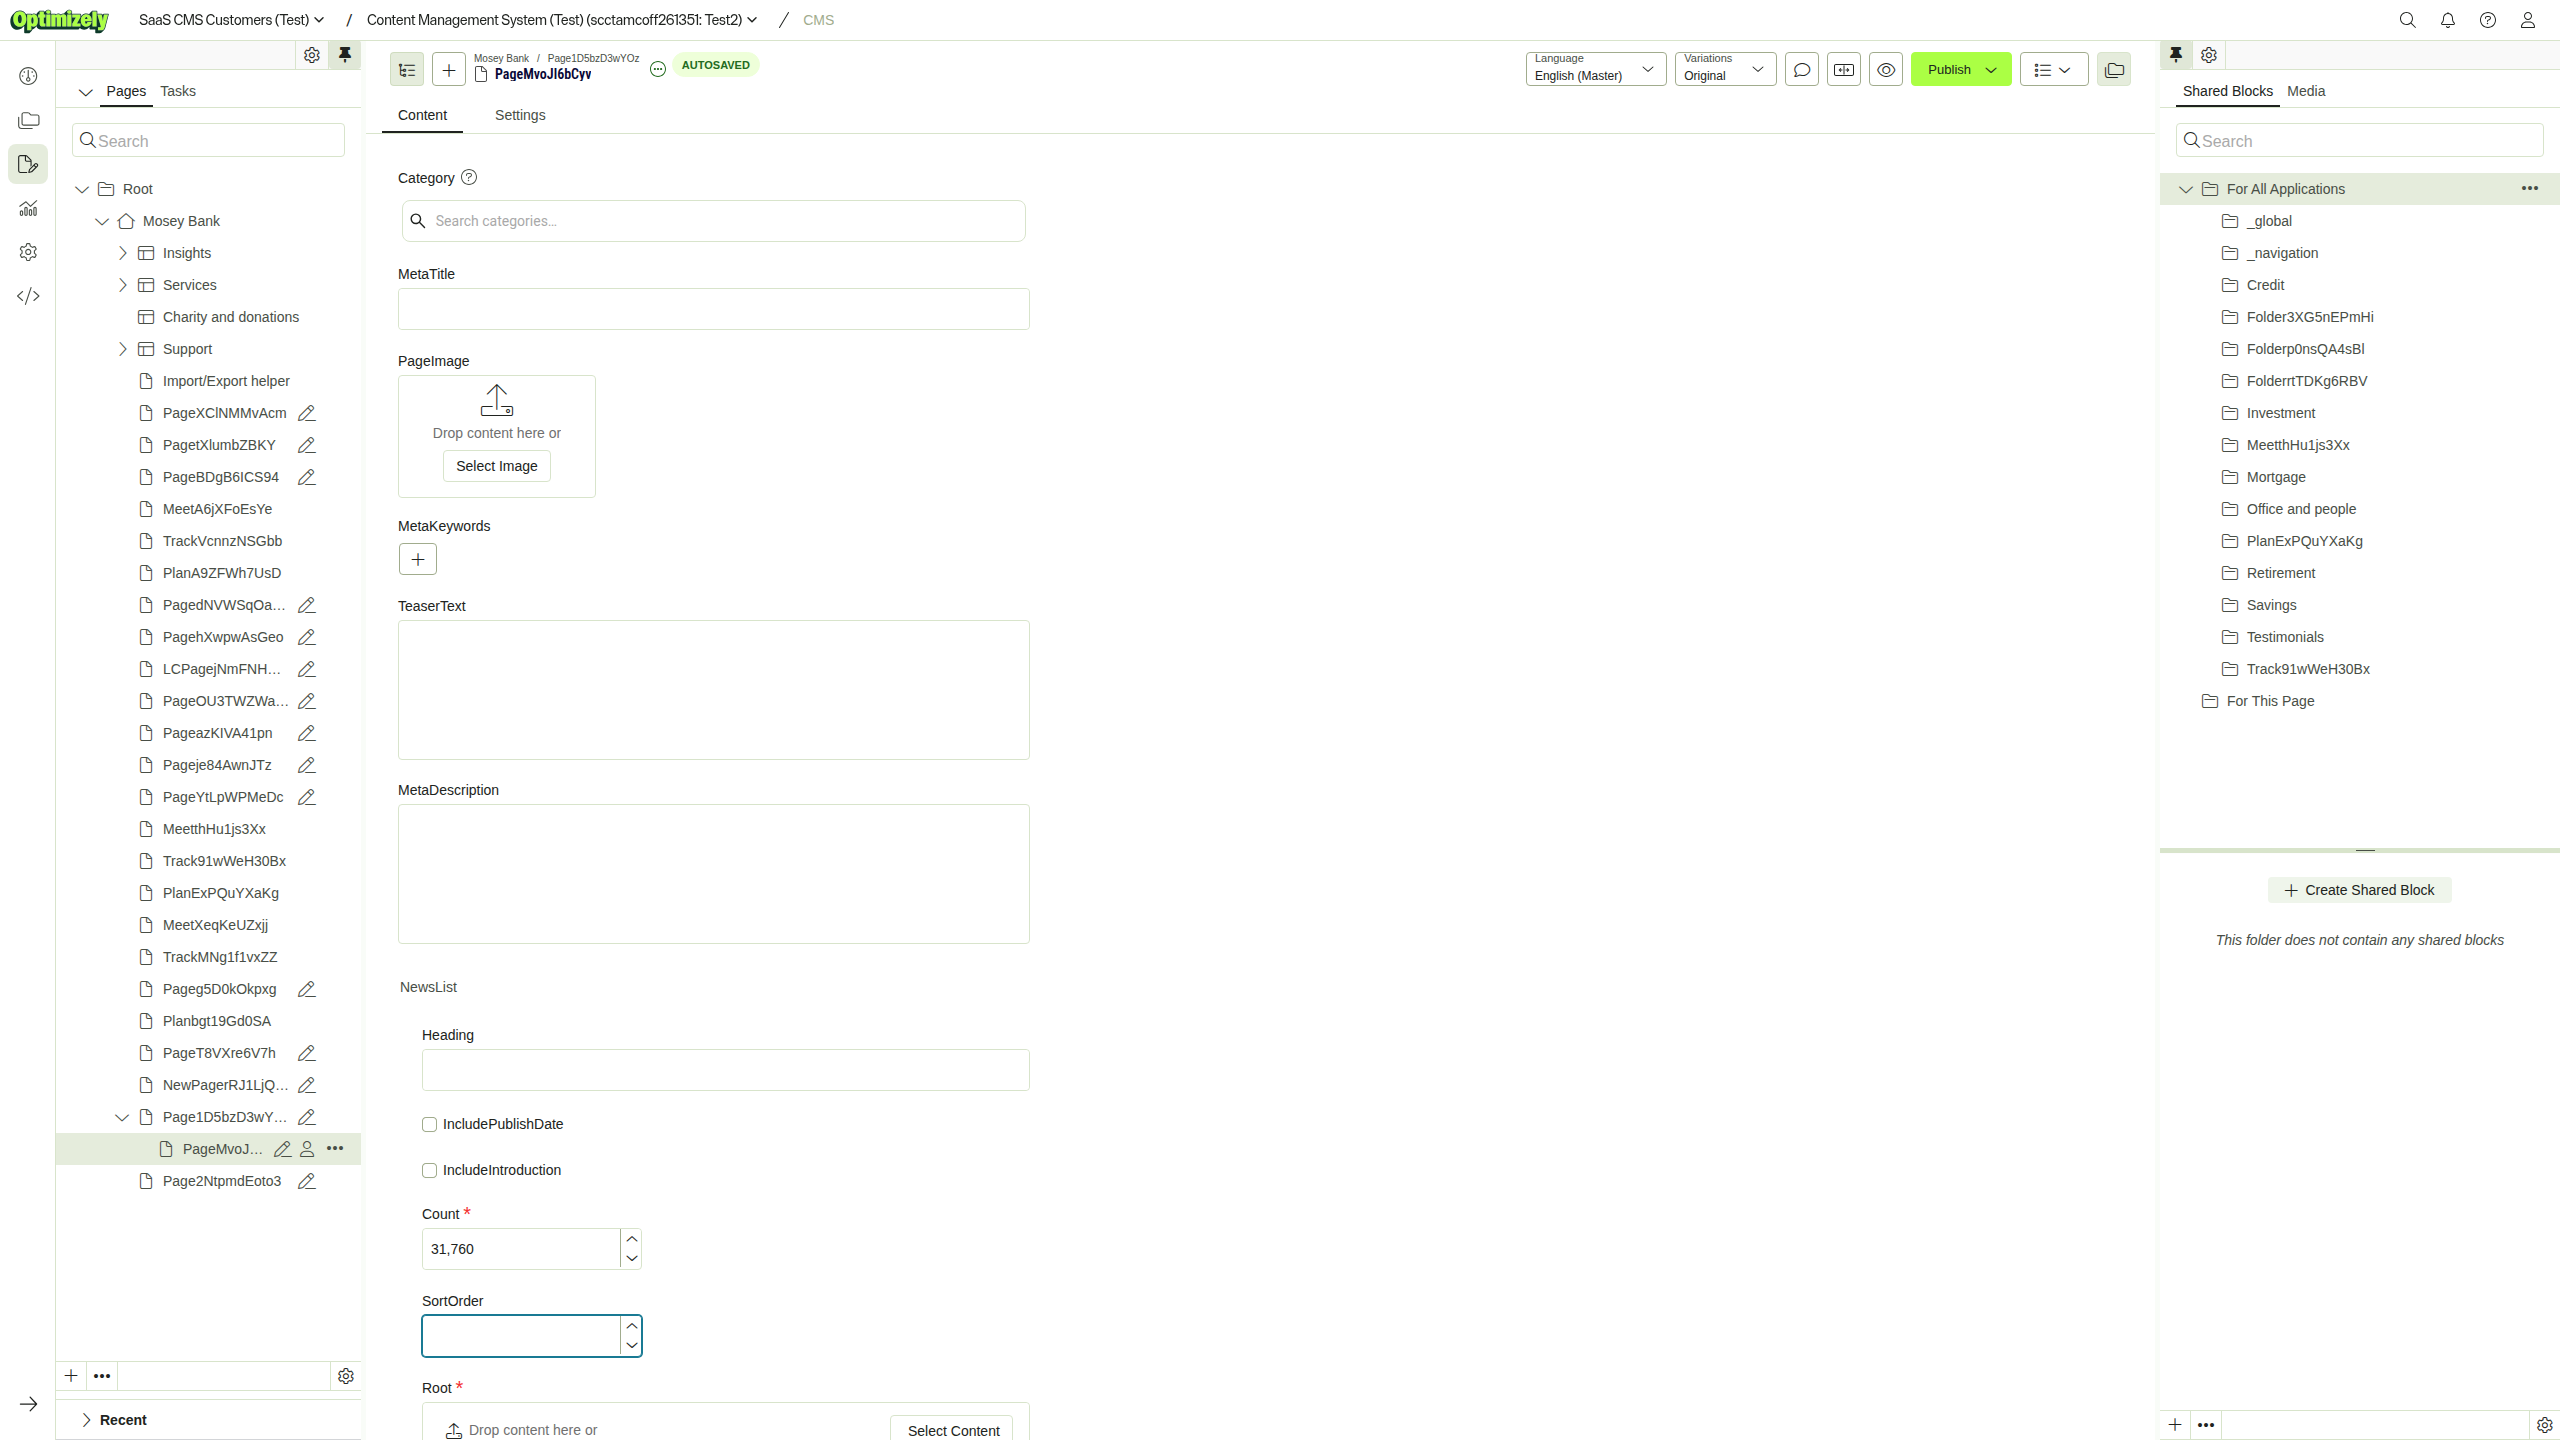 Optimizely
SaaS CMS Customers (Test)
/
Content Management System (Test) (scctamcoff261351: Test2)
/
CMS
Pages
Tasks
Search
Root
Mosey Bank
Insights
Services
Charity and donations
Support
Import/Export helper
PageXClNMMvAcm
PagetXlumbZBKY
PageBDgB6ICS94
MeetA6jXFoEsYe
TrackVcnnzNSGbb
PlanA9ZFWh7UsD
PagedNVWSqOa...
PagehXwpwAsGeo
LCPagejNmFNH...
PageOU3TWZWa...
PageazKIVA41pn
Pageje84AwnJTz
PageYtLpWPMeDc
MeetthHu1js3Xx
Track91wWeH30Bx
PlanExPQuYXaKg
MeetXeqKeUZxjj
TrackMNg1f1vxZZ
Pageg5D0kOkpxg
Planbgt19Gd0SA
PageT8VXre6V7h
NewPagerRJ1LjQ...
Page1D5bzD3wY...
PageMvoJ...
Page2NtpmdEoto3
Recent
Mosey Bank / Page1D5bzD3wYOz
PageMvoJl6bCyv
AUTOSAVED
Language
English (Master)
Variations
Original
Publish
Content
Settings
Category
Search categories...
MetaTitle
PageImage
Drop content here or
Select Image
MetaKeywords
TeaserText
MetaDescription
NewsList
Heading
IncludePublishDate
IncludeIntroduction
Count *
31,760
SortOrder
Root *
Drop content here or
Select Content
Shared Blocks
Media
Search
For All Applications
_global
_navigation
Credit
Folder3XG5nEPmHi
Folderp0nsQA4sBl
FolderrtTDKg6RBV
Investment
MeetthHu1js3Xx
Mortgage
Office and people
PlanExPQuYXaKg
Retirement
Savings
Testimonials
Track91wWeH30Bx
For This Page
Create Shared Block
This folder does not contain any shared blocks